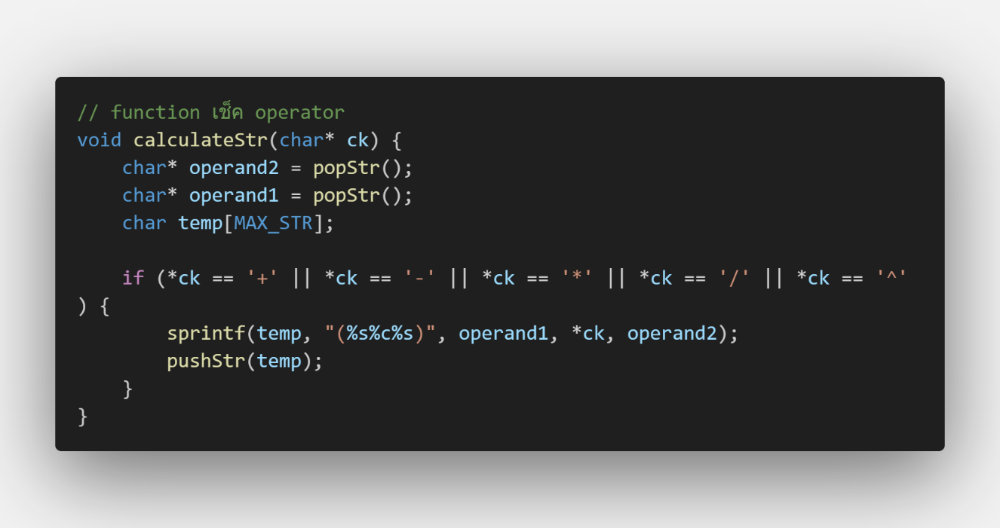 // function เช็ค operator
void calculateStr(char* ck) {
    char* operand2 = popStr();
    char* operand1 = popStr();
    char temp[MAX_STR];

    if (*ck == '+' || *ck == '-' || *ck == '*' || *ck == '/' || *ck == '^'
) {
        sprintf(temp, "(%s%c%s)", operand1, *ck, operand2);
        pushStr(temp);
    }
}